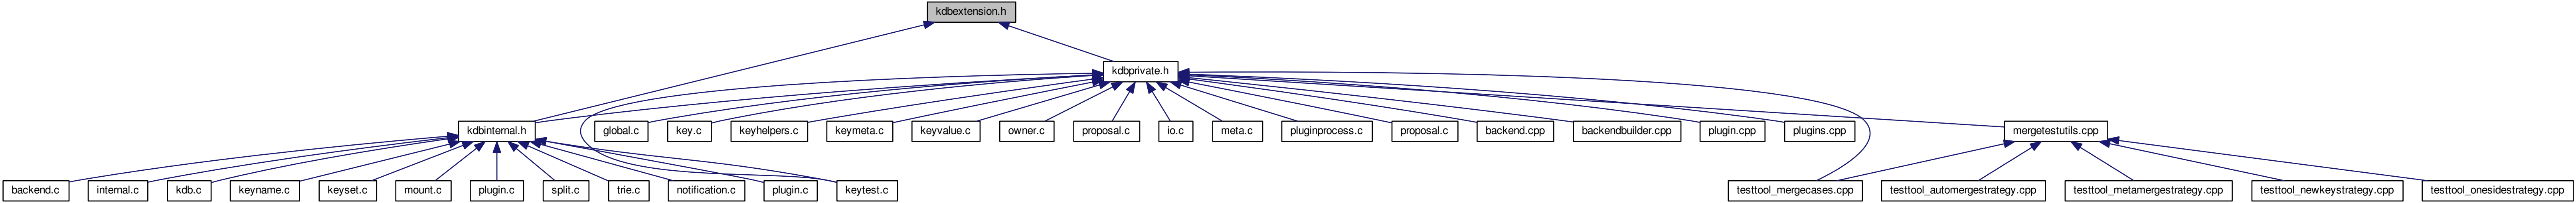 kdbextension.h
kdbprivate.h
kdbinternal.h
global.c
key.c
keyhelpers.c
keymeta.c
keyvalue.c
owner.c
proposal.c
io.c
meta.c
pluginprocess.c
proposal.c
backend.cpp
backendbuilder.cpp
plugin.cpp
plugins.cpp
mergetestutils.cpp
backend.c
internal.c
kdb.c
keyname.c
keyset.c
mount.c
plugin.c
split.c
trie.c
notification.c
plugin.c
keytest.c
testtool_mergecases.cpp
testtool_automergestrategy.cpp
testtool_metamergestrategy.cpp
testtool_newkeystrategy.cpp
testtool_onesidestrategy.cpp